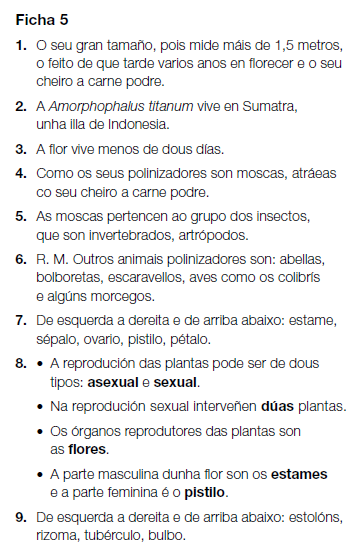 Ficha 5
1. O seu gran tamaño, pois mide máis de 1,5 metros,
o feito de que tarde varios anos en florecer e o seu
cheiro a carne podre.
2. A Amorphophalus titanum vive en Sumatra,
unha illa de Indonesia.
3. A flor vive menos de dous días.
4. Como os seus polinizadores son moscas, atráeas
co seu cheiro a carne podre.
5. As moscas pertencen ao grupo dos insectos,
que son invertebrados, artrópodos.
6. R. M. Outros animais polinizadores son: abellas,
bolboretas, escaravellos, aves como os colibrís
e algúns morcegos.
7. De esquerda a dereita e de arriba abaixo: estame,
sépalo, ovario, pistilo, pétalo.
8. • A reprodución das plantas pode ser de dous
tipos: asexual e sexual.
• Na reprodución sexual interveñen dúas plantas.
• Os órganos reprodutores das plantas son
as flores.
• A parte masculina dunha flor son os estames
e a parte feminina é o pistilo.
9. De esquerda a dereita e de arriba abaixo: estolóns,
rizoma, tubérculo, bulbo.